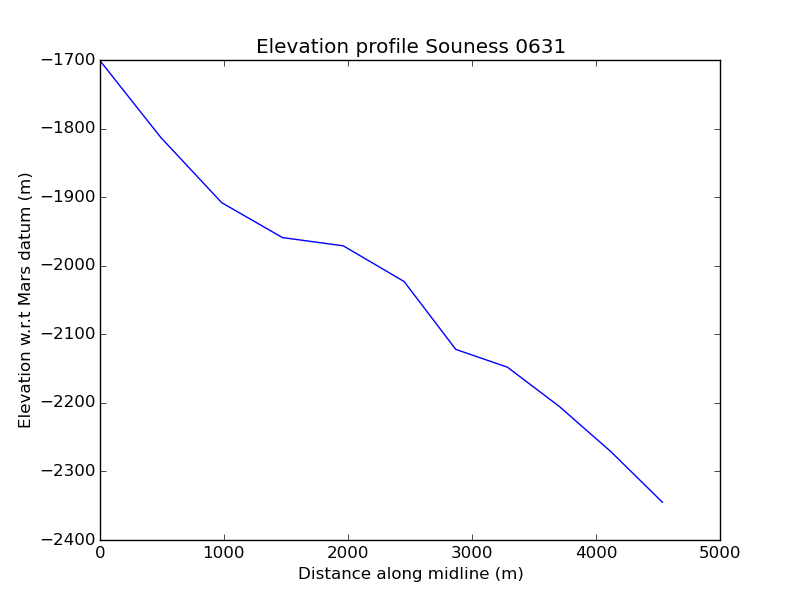 Elevation profile Souness 0631
−1700
−1800
−1900
−2000
−2100
−2200
−2300
−2400
Elevation w.r.t Mars datum (m)
0 1000 2000 3000 4000 5000
Distance along midline (m)